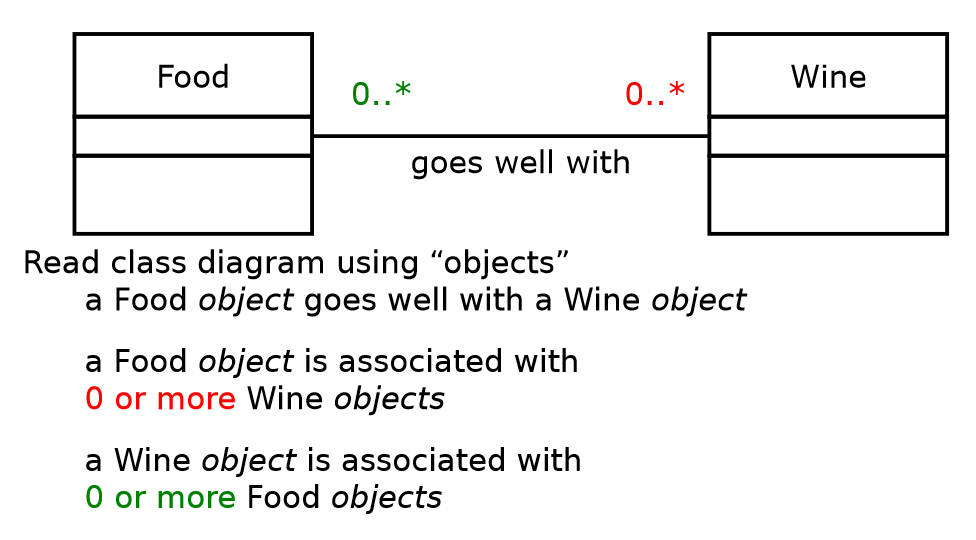 Food
Wine
0..*
0..*
goes well with
Read class diagram using “objects”
a Food object goes well with a Wine object
a Food object is associated with
0 or more Wine objects
a Wine object is associated with
0 or more Food objects